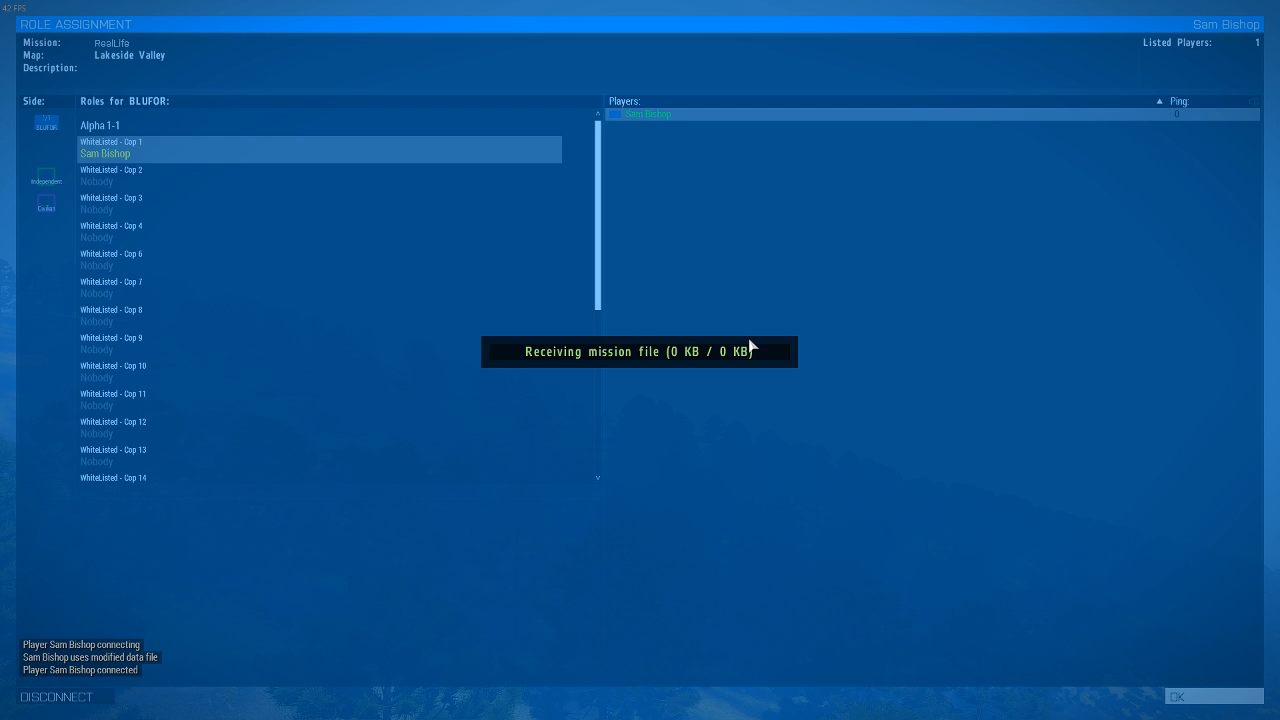 42 FPS
ROLE ASSIGNMENT
Sam Bishop
Mission: RealLife
Listed Players: 1
Map: Lakeside Valley
Description:
Side:
Roles for BLUFOR:
Players:
Ping:
1/1
BLUFOR
Independent
Civilian
Alpha 1-1
WhiteListed - Cop 1
Sam Bishop
WhiteListed - Cop 2
Nobody
WhiteListed - Cop 3
Nobody
WhiteListed - Cop 4
Nobody
WhiteListed - Cop 6
Nobody
WhiteListed - Cop 7
Nobody
WhiteListed - Cop 8
Nobody
WhiteListed - Cop 9
Nobody
WhiteListed - Cop 10
Nobody
WhiteListed - Cop 11
Nobody
WhiteListed - Cop 12
Nobody
WhiteListed - Cop 13
Nobody
WhiteListed - Cop 14
Sam Bishop 0
Receiving mission file (0 KB / 0 KB)
Player Sam Bishop connecting
Sam Bishop uses modified data file
Player Sam Bishop connected
DISCONNECT
OK